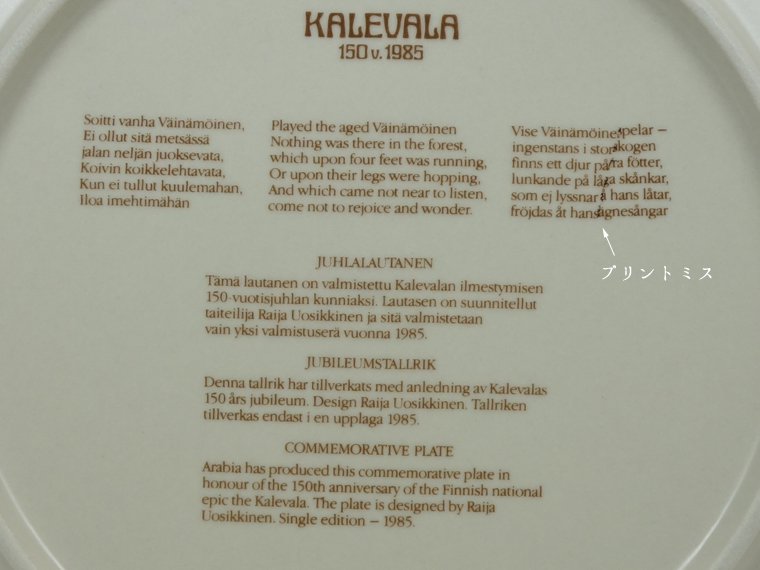 KALEVALA
150 v. 1985
Soitti vanha Väinämöinen,
Ei ollut sitä metsässä
jalan neljän juoksevata,
Koivin koikkelehtavata,
Kun ei tullut kuulemahan,
Iloa imehtimähän
Played the aged Väinämöinen
Nothing was there in the forest,
which upon four feet was running,
Or upon their legs were hopping,
And which came not near to listen,
come not to rejoice and wonder.
Vise Väinämöinen spelar –
ingenstans i storskogen
finns ett djur på fötter,
lunkande på skånkar,
som ej lyssnar hans låtar,
fröjdas åt hans
プリントミス
JUHLALAUTANEN
Tämä lautanen on valmistettu Kalevalan ilmestymisen
150-vuotisjuhlan kunniaksi. Lautasen on suunnitellut
taiteilija Raija Uosikkinen ja sitä valmistetaan
vain yksi valmistuserä vuonna 1985.
JUBILEUMSTALLRIK
Denna tallrik har tillverkats med anledning av Kalevalas
150 års jubileum. Design Raija Uosikkinen. Tallriken
tillverkas endast i en upplaga 1985.
COMMEMORATIVE PLATE
Arabia has produced this commemorative plate in
honour of the 150th anniversary of the Finnish national
epic the Kalevala. The plate is designed by Raija
Uosikkinen. Single edition – 1985.